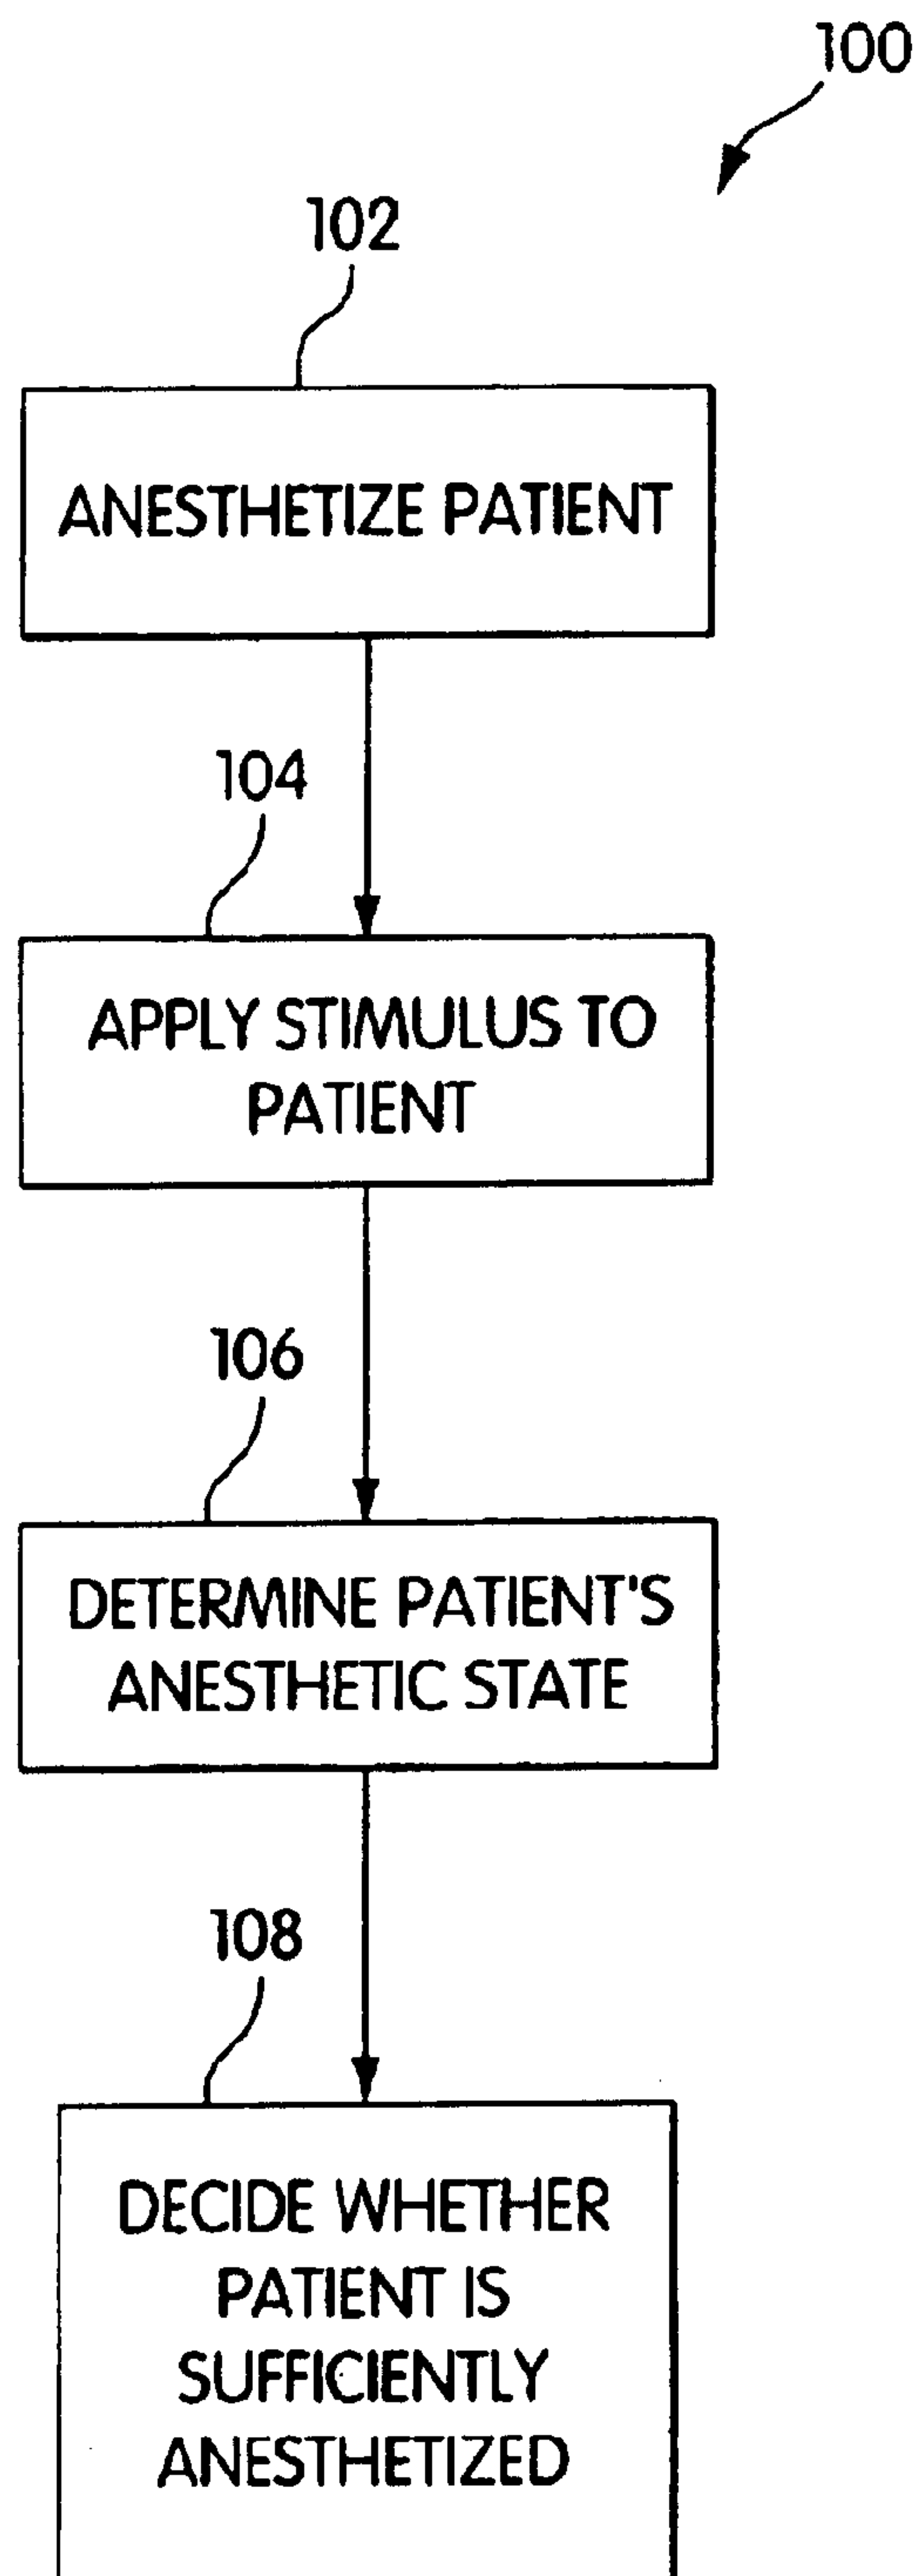 100
102
ANESTHETIZE PATIENT
104
APPLY STIMULUS TO
PATIENT
106
DETERMINE PATIENT'S
ANESTHETIC STATE
108
DECIDE WHETHER
PATIENT IS
SUFFICIENTLY
ANESTHETIZED